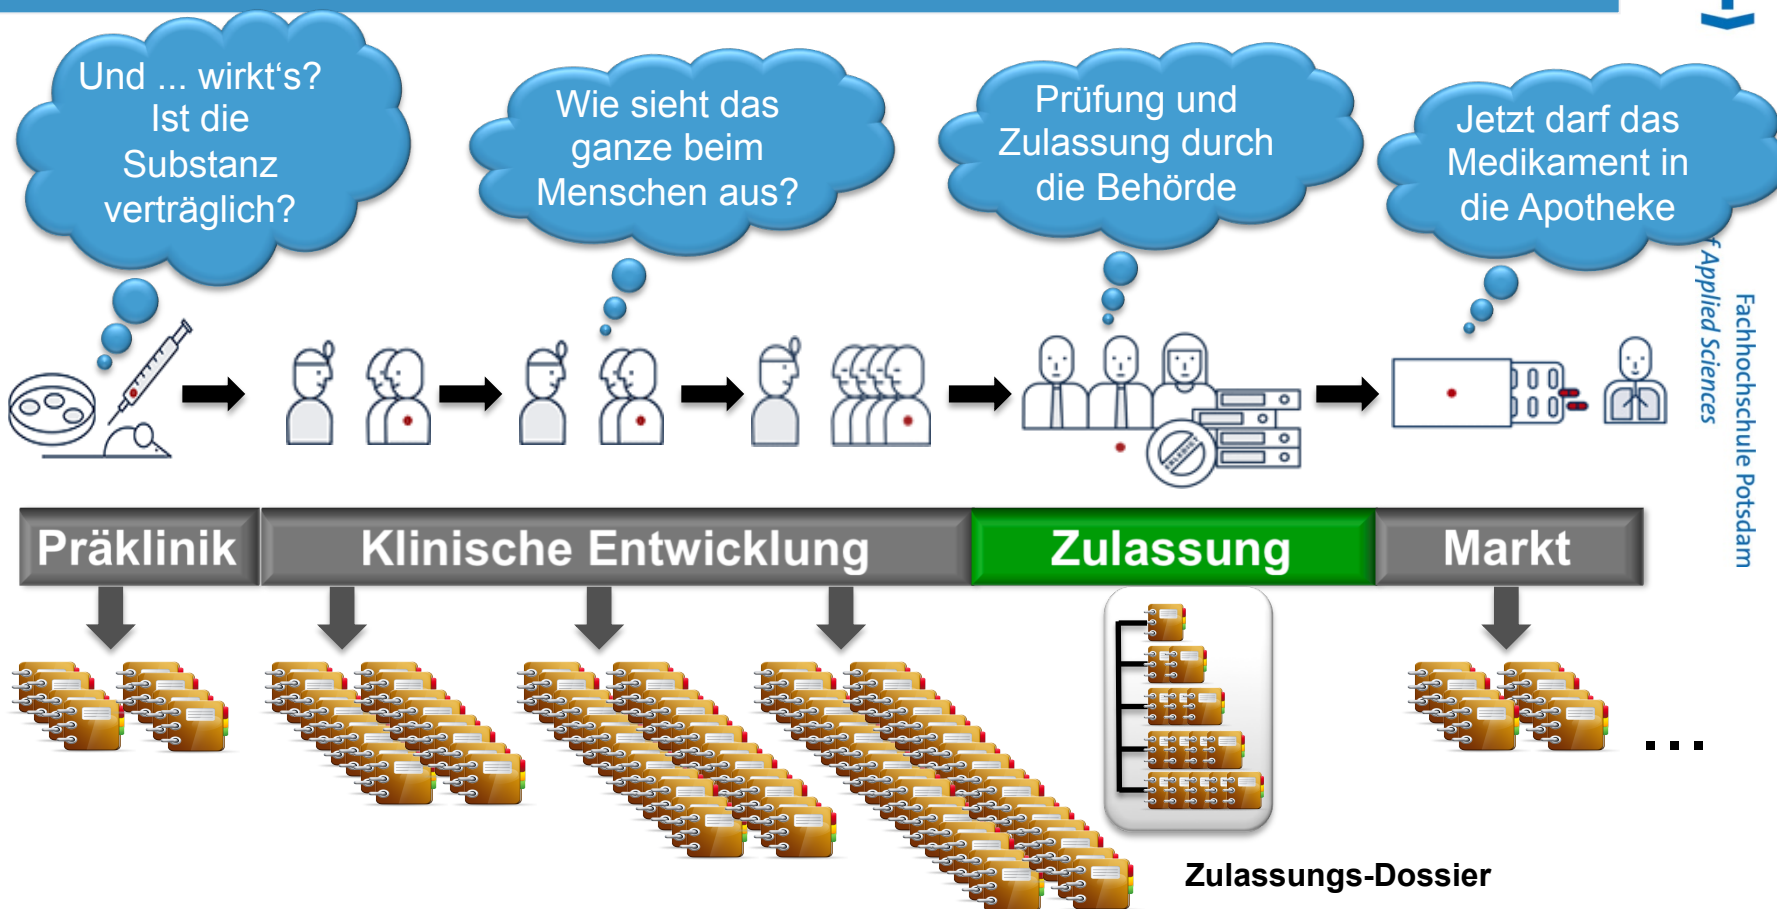 Und ... wirkt‘s?
Ist die
Substanz
verträglich?
Wie sieht das
ganze beim
Menschen aus?
Prüfung und
Zulassung durch
die Behörde
Jetzt darf das
Medikament in
die Apotheke
Fachhochschule Potsdam
f Applied Sciences
ERLEDIGT
Präklinik
Klinische Entwicklung
Zulassung
Markt
...
Zulassungs-Dossier